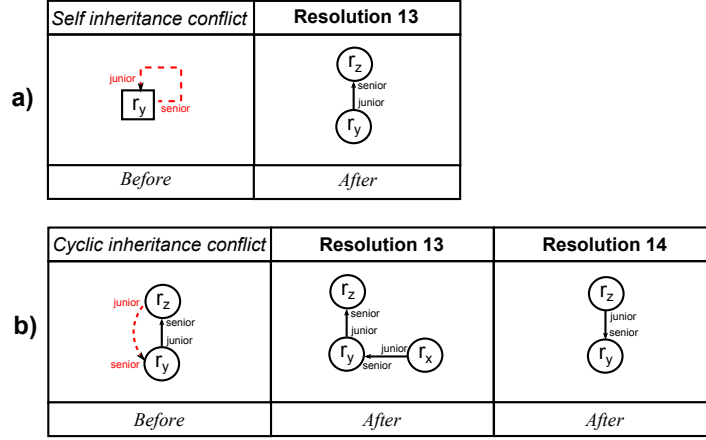 Self inheritance conflict Resolution 13
a)
junior
r_y
senior
r_z
senior
junior
r_y
Before After
Cyclic inheritance conflict Resolution 13 Resolution 14
b)
junior
r_z
senior
junior
senior
r_y
r_z
senior
junior
r_y
junior
senior
r_x
r_z
junior
senior
r_y
Before After After